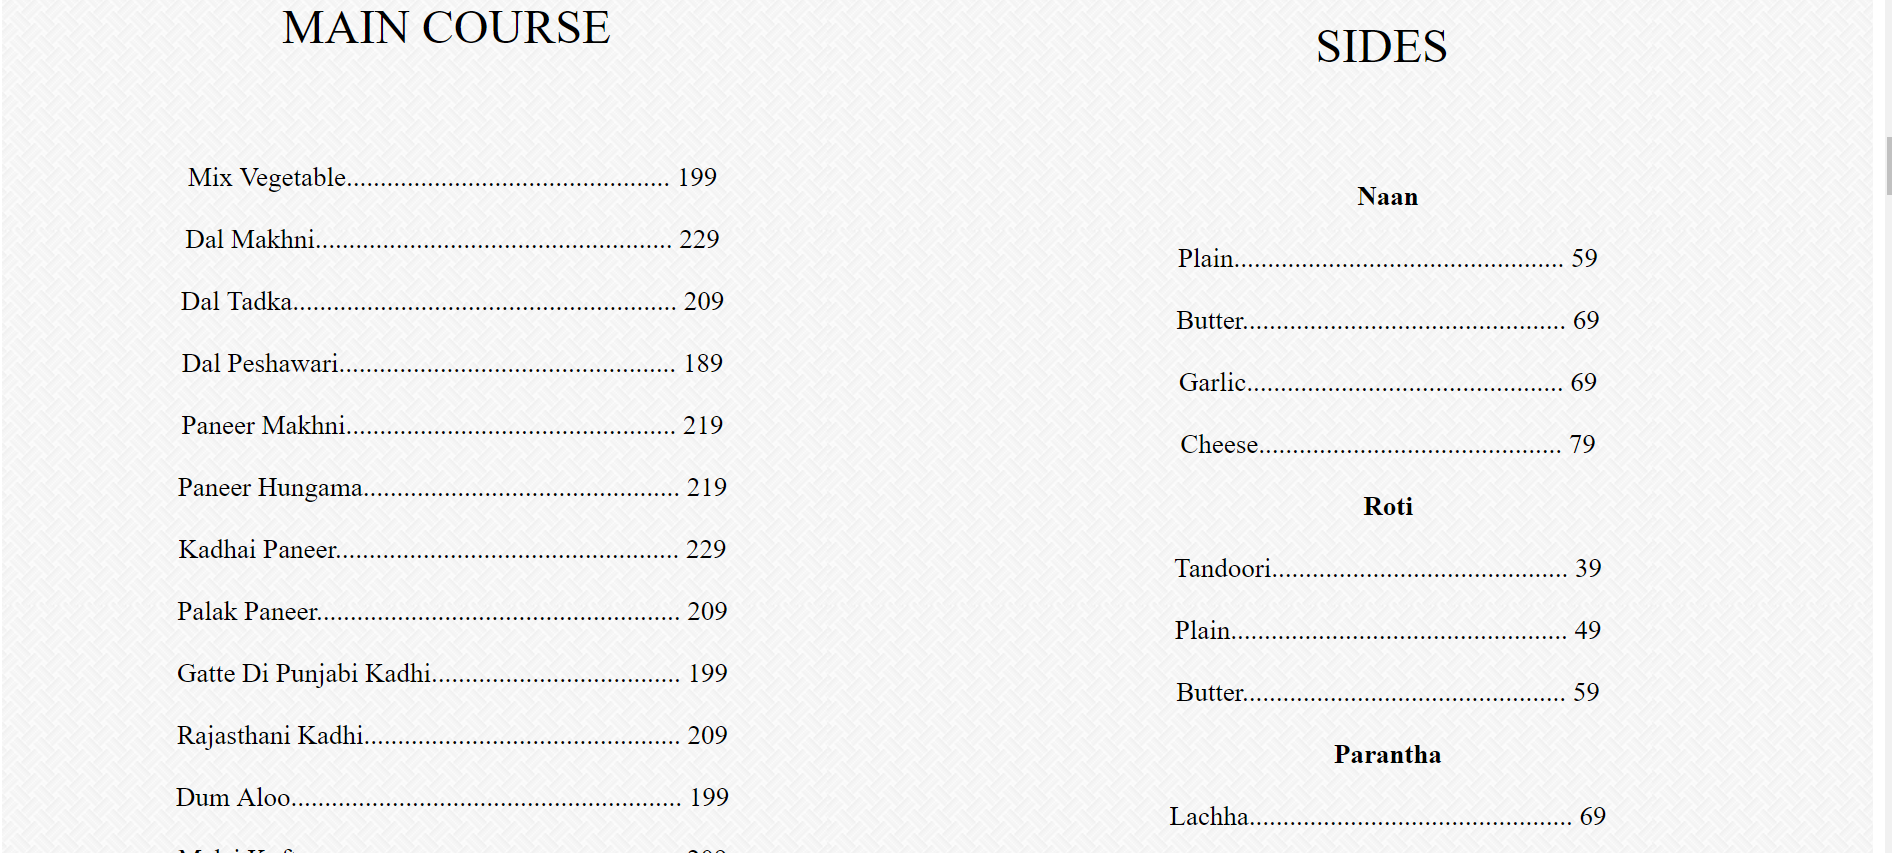 MAIN COURSE
Mix Vegetable................................................ 199
Dal Makhni..................................................... 229
Dal Tadka......................................................... 209
Dal Peshawari.................................................. 189
Paneer Makhni................................................. 219
Paneer Hungama............................................... 219
Kadhai Paneer................................................... 229
Palak Paneer...................................................... 209
Gatte Di Punjabi Kadhi..................................... 199
Rajasthani Kadhi............................................... 209
Dum Aloo.......................................................... 199
SIDES
Naan
Plain................................................. 59
Butter................................................ 69
Garlic............................................... 69
Cheese............................................. 79
Roti
Tandoori............................................ 39
Plain.................................................. 49
Butter................................................ 59
Parantha
Lachha................................................ 69